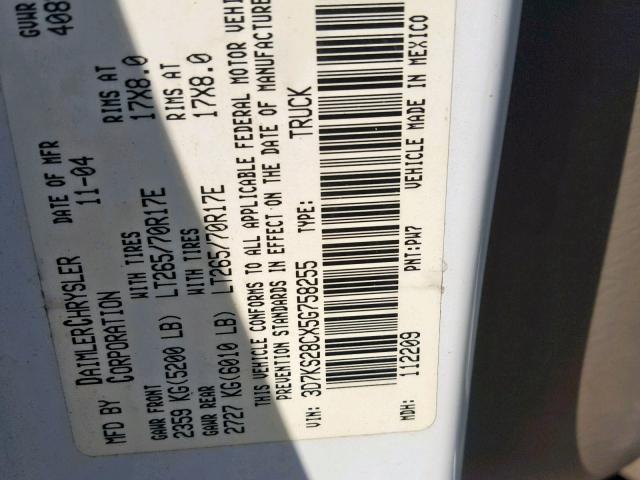 MFD BY DAIMLERCHRYSLER CORPORATION DATE OF MFR 11-04 GVWR
GAWR FRONT WITH TIRES RIMS AT
2359 KG(5200 LB) LT265/70R17E 17X8.0
GAWR REAR WITH TIRES RIMS AT
2727 KG(6010 LB) LT265/70R17E 17X8.0
THIS VEHICLE CONFORMS TO ALL APPLICABLE FEDERAL MOTOR
PREVENTION STANDARDS IN EFFECT ON THE DATE OF MANUFACTURE
VIN: 3D7KS28CX5G758255 TYPE: TRUCK
MDH: 112209 PNT:PW7 VEHICLE MADE IN MEXICO